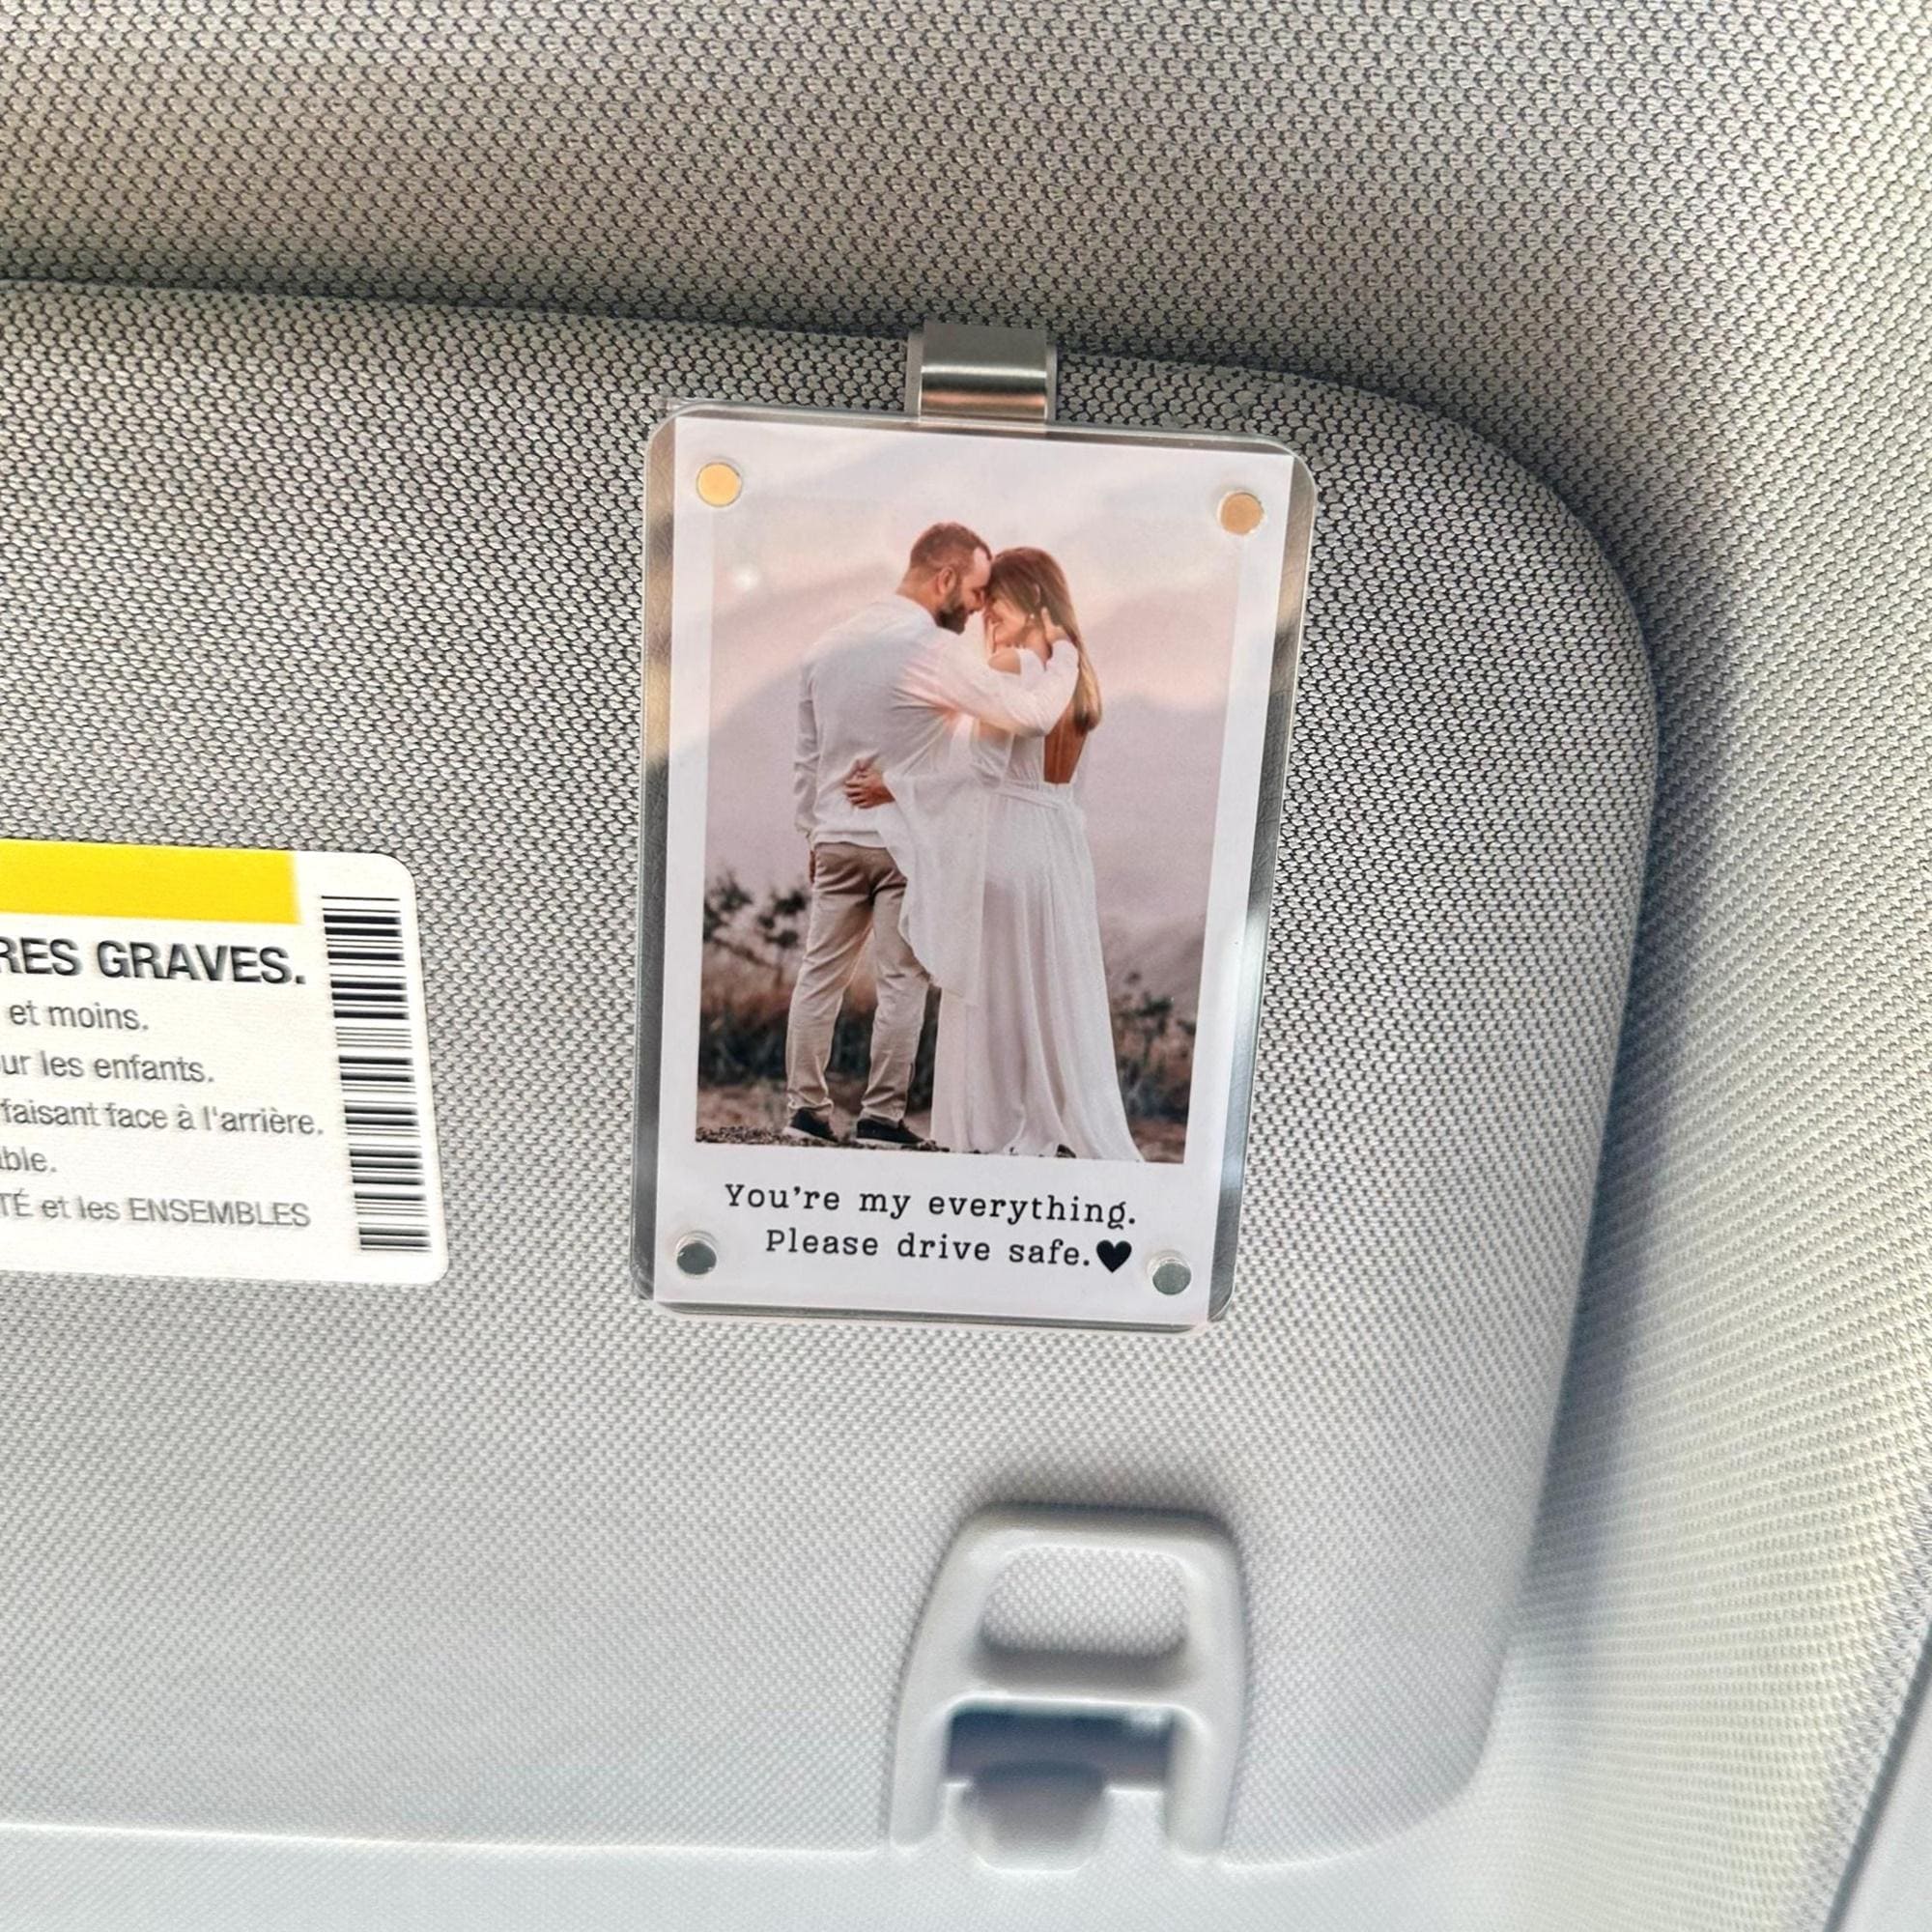 RES GRAVES.
et moins.
ur les enfants.
faisant face à l'arrière.
ble.
TÉ et les ENSEMBLES
You're my everything.
Please drive safe.♥